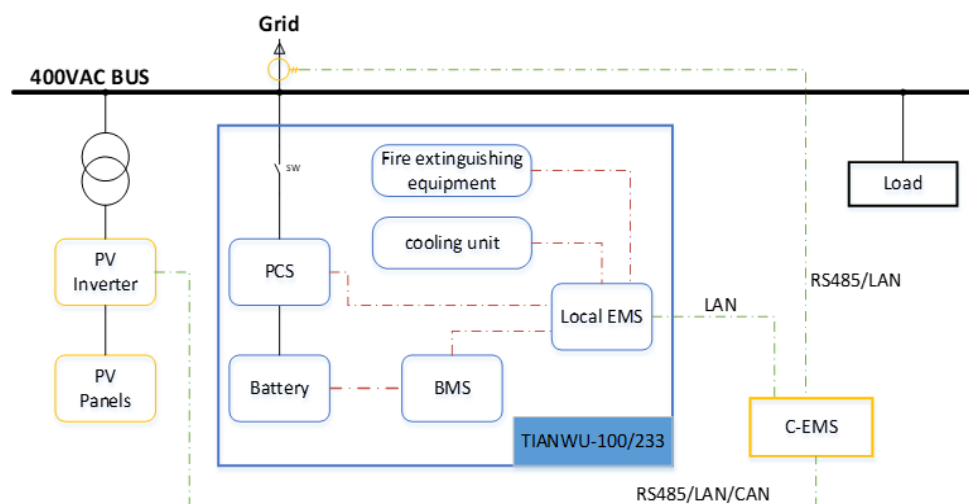 Grid
400VAC BUS
SW
Fire extinguishing
equipment
Load
cooling unit
PV
Inverter
PCS
RS485/LAN
Local EMS
LAN
PV
Panels
Battery
BMS
C-EMS
TIANWU-100/233
RS485/LAN/CAN